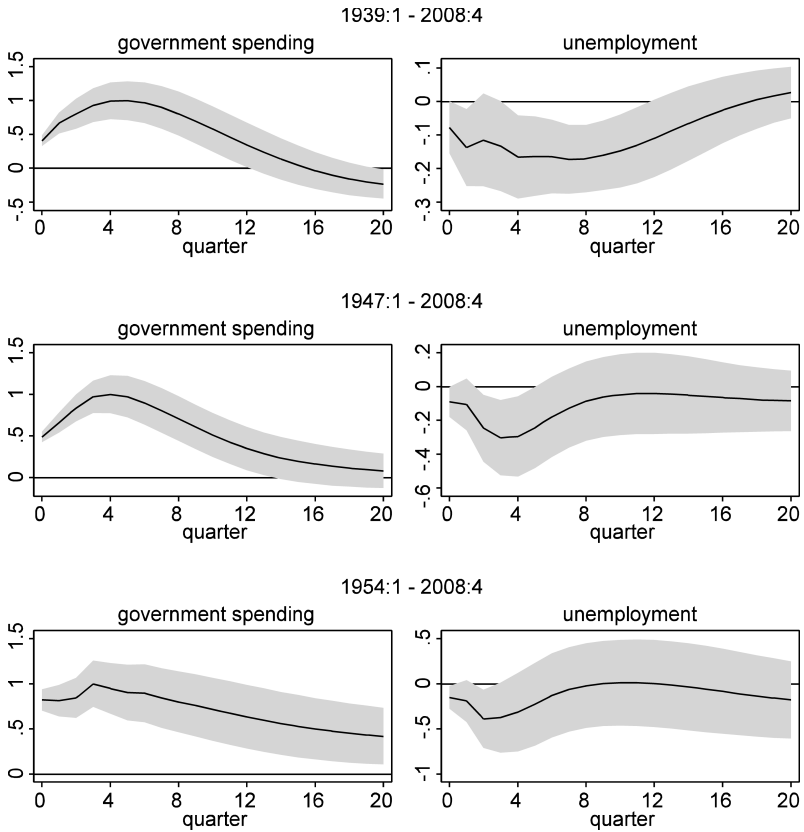 1939:1 - 2008:4
government spending
unemployment
1.5
1
.5
0
-.5
0 4 8 12 16 20
quarter
.1
0
-.1
-.2
-.3
0 4 8 12 16 20
quarter
1947:1 - 2008:4
government spending
unemployment
1.5
1
.5
0
0 4 8 12 16 20
quarter
.2
0
-.2
-.4
-.6
0 4 8 12 16 20
quarter
1954:1 - 2008:4
government spending
unemployment
1.5
1
.5
0
0 4 8 12 16 20
quarter
.5
0
-.5
-1
0 4 8 12 16 20
quarter